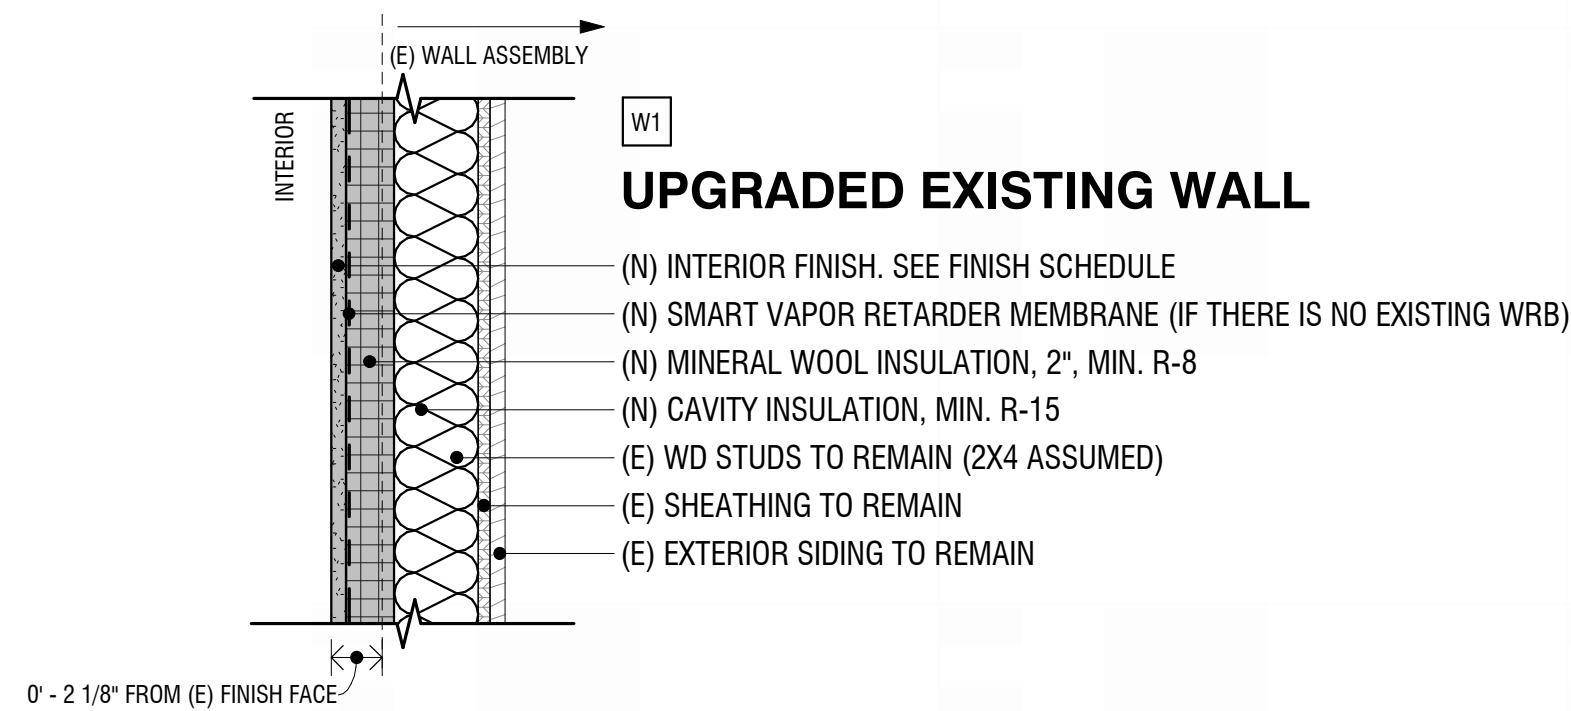 (E) WALL ASSEMBLY
INTERIOR
W1
UPGRADED EXISTING WALL
(N) INTERIOR FINISH. SEE FINISH SCHEDULE
(N) SMART VAPOR RETARDER MEMBRANE (IF THERE IS NO EXISTING WRB)
(N) MINERAL WOOL INSULATION, 2", MIN. R-8
(N) CAVITY INSULATION, MIN. R-15
(E) WD STUDS TO REMAIN (2X4 ASSUMED)
(E) SHEATHING TO REMAIN
(E) EXTERIOR SIDING TO REMAIN
0' - 2 1/8" FROM (E) FINISH FACE